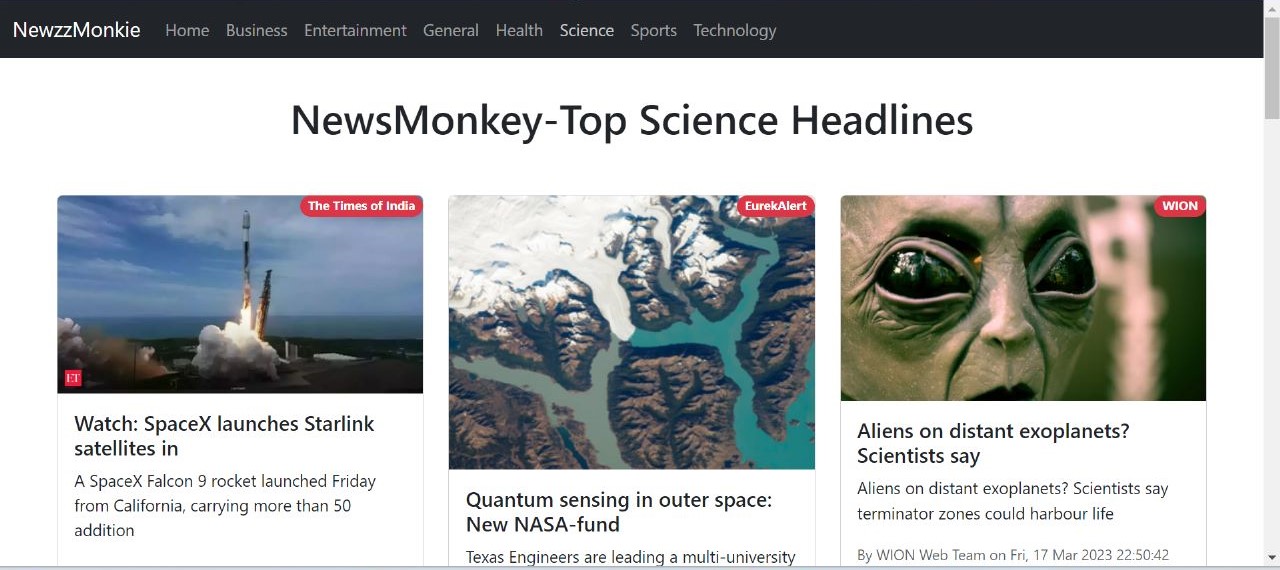 NewzzMonkie Home Business Entertainment General Health Science Sports Technology
NewsMonkey-Top Science Headlines
The Times of India
ET
Watch: SpaceX launches Starlink
satellites in
A SpaceX Falcon 9 rocket launched Friday
from California, carrying more than 50
addition
EurekAlert
Quantum sensing in outer space:
New NASA-fund
Texas Engineers are leading a multi-university
WION
Aliens on distant exoplanets?
Scientists say
Aliens on distant exoplanets? Scientists say
terminator zones could harbour life
By WION Web Team on Fri, 17 Mar 2023 22:50:42